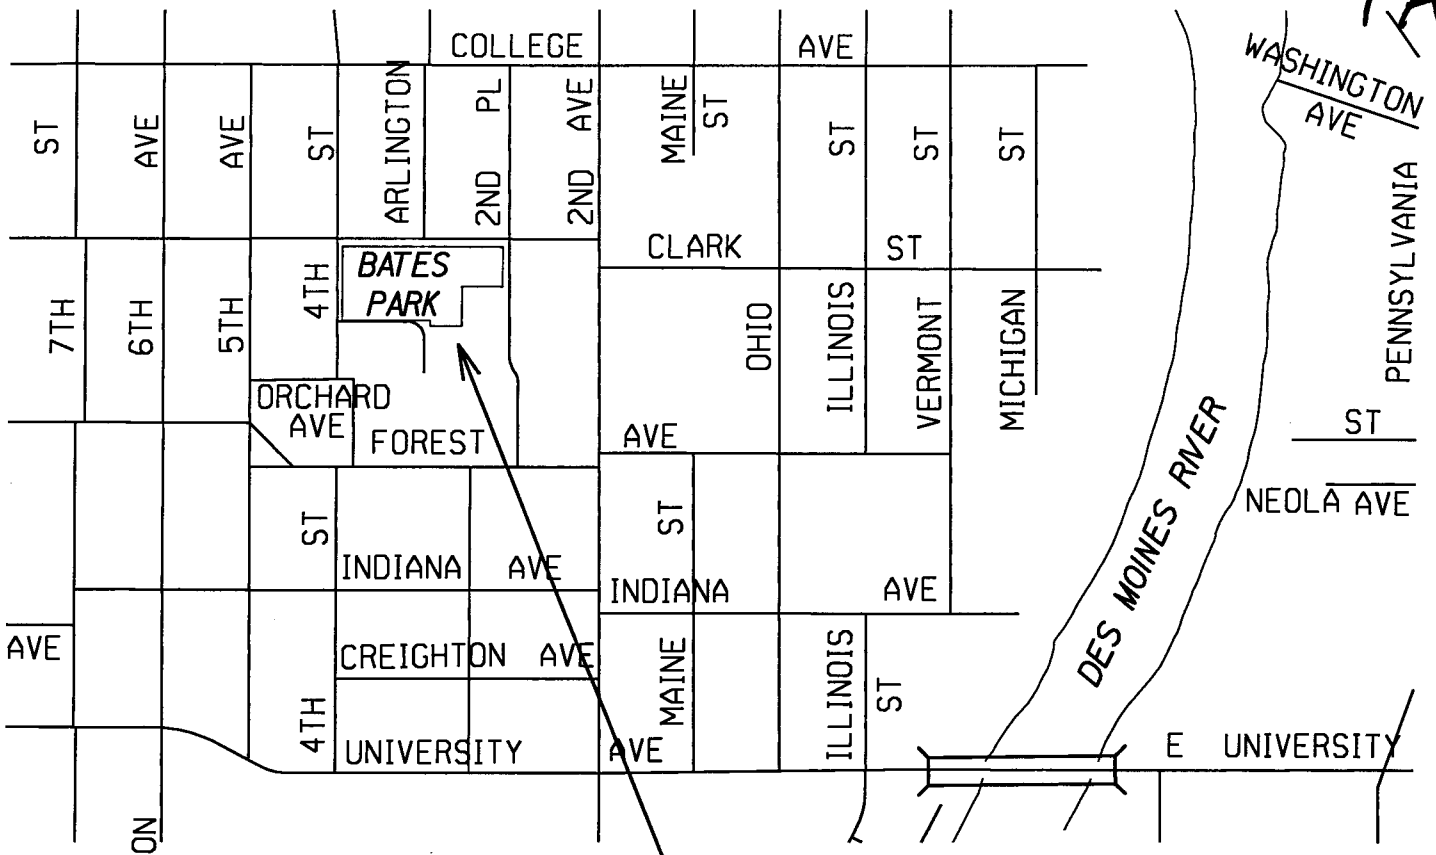 COLLEGE AVE
WASHINGTON
AVE
ST
AVE
AVE
ST
ARLINGTON
2ND PL
2ND AVE
MAINE
ST
ST
ST
ST
PENNSYLVANIA
CLARK ST
BATES
PARK
7TH
6TH
5TH
4TH
OHIO
ILLINOIS
VERMONT
MICHIGAN
ORCHARD
AVE
FOREST AVE
DES MOINES RIVER
ST
NEOLA AVE
ST
ST
INDIANA AVE
INDIANA AVE
AVE
CREIGHTON AVE
4TH
MAINE
ILLINOIS
ST
UNIVERSITY AVE
E UNIVERSITY
ON